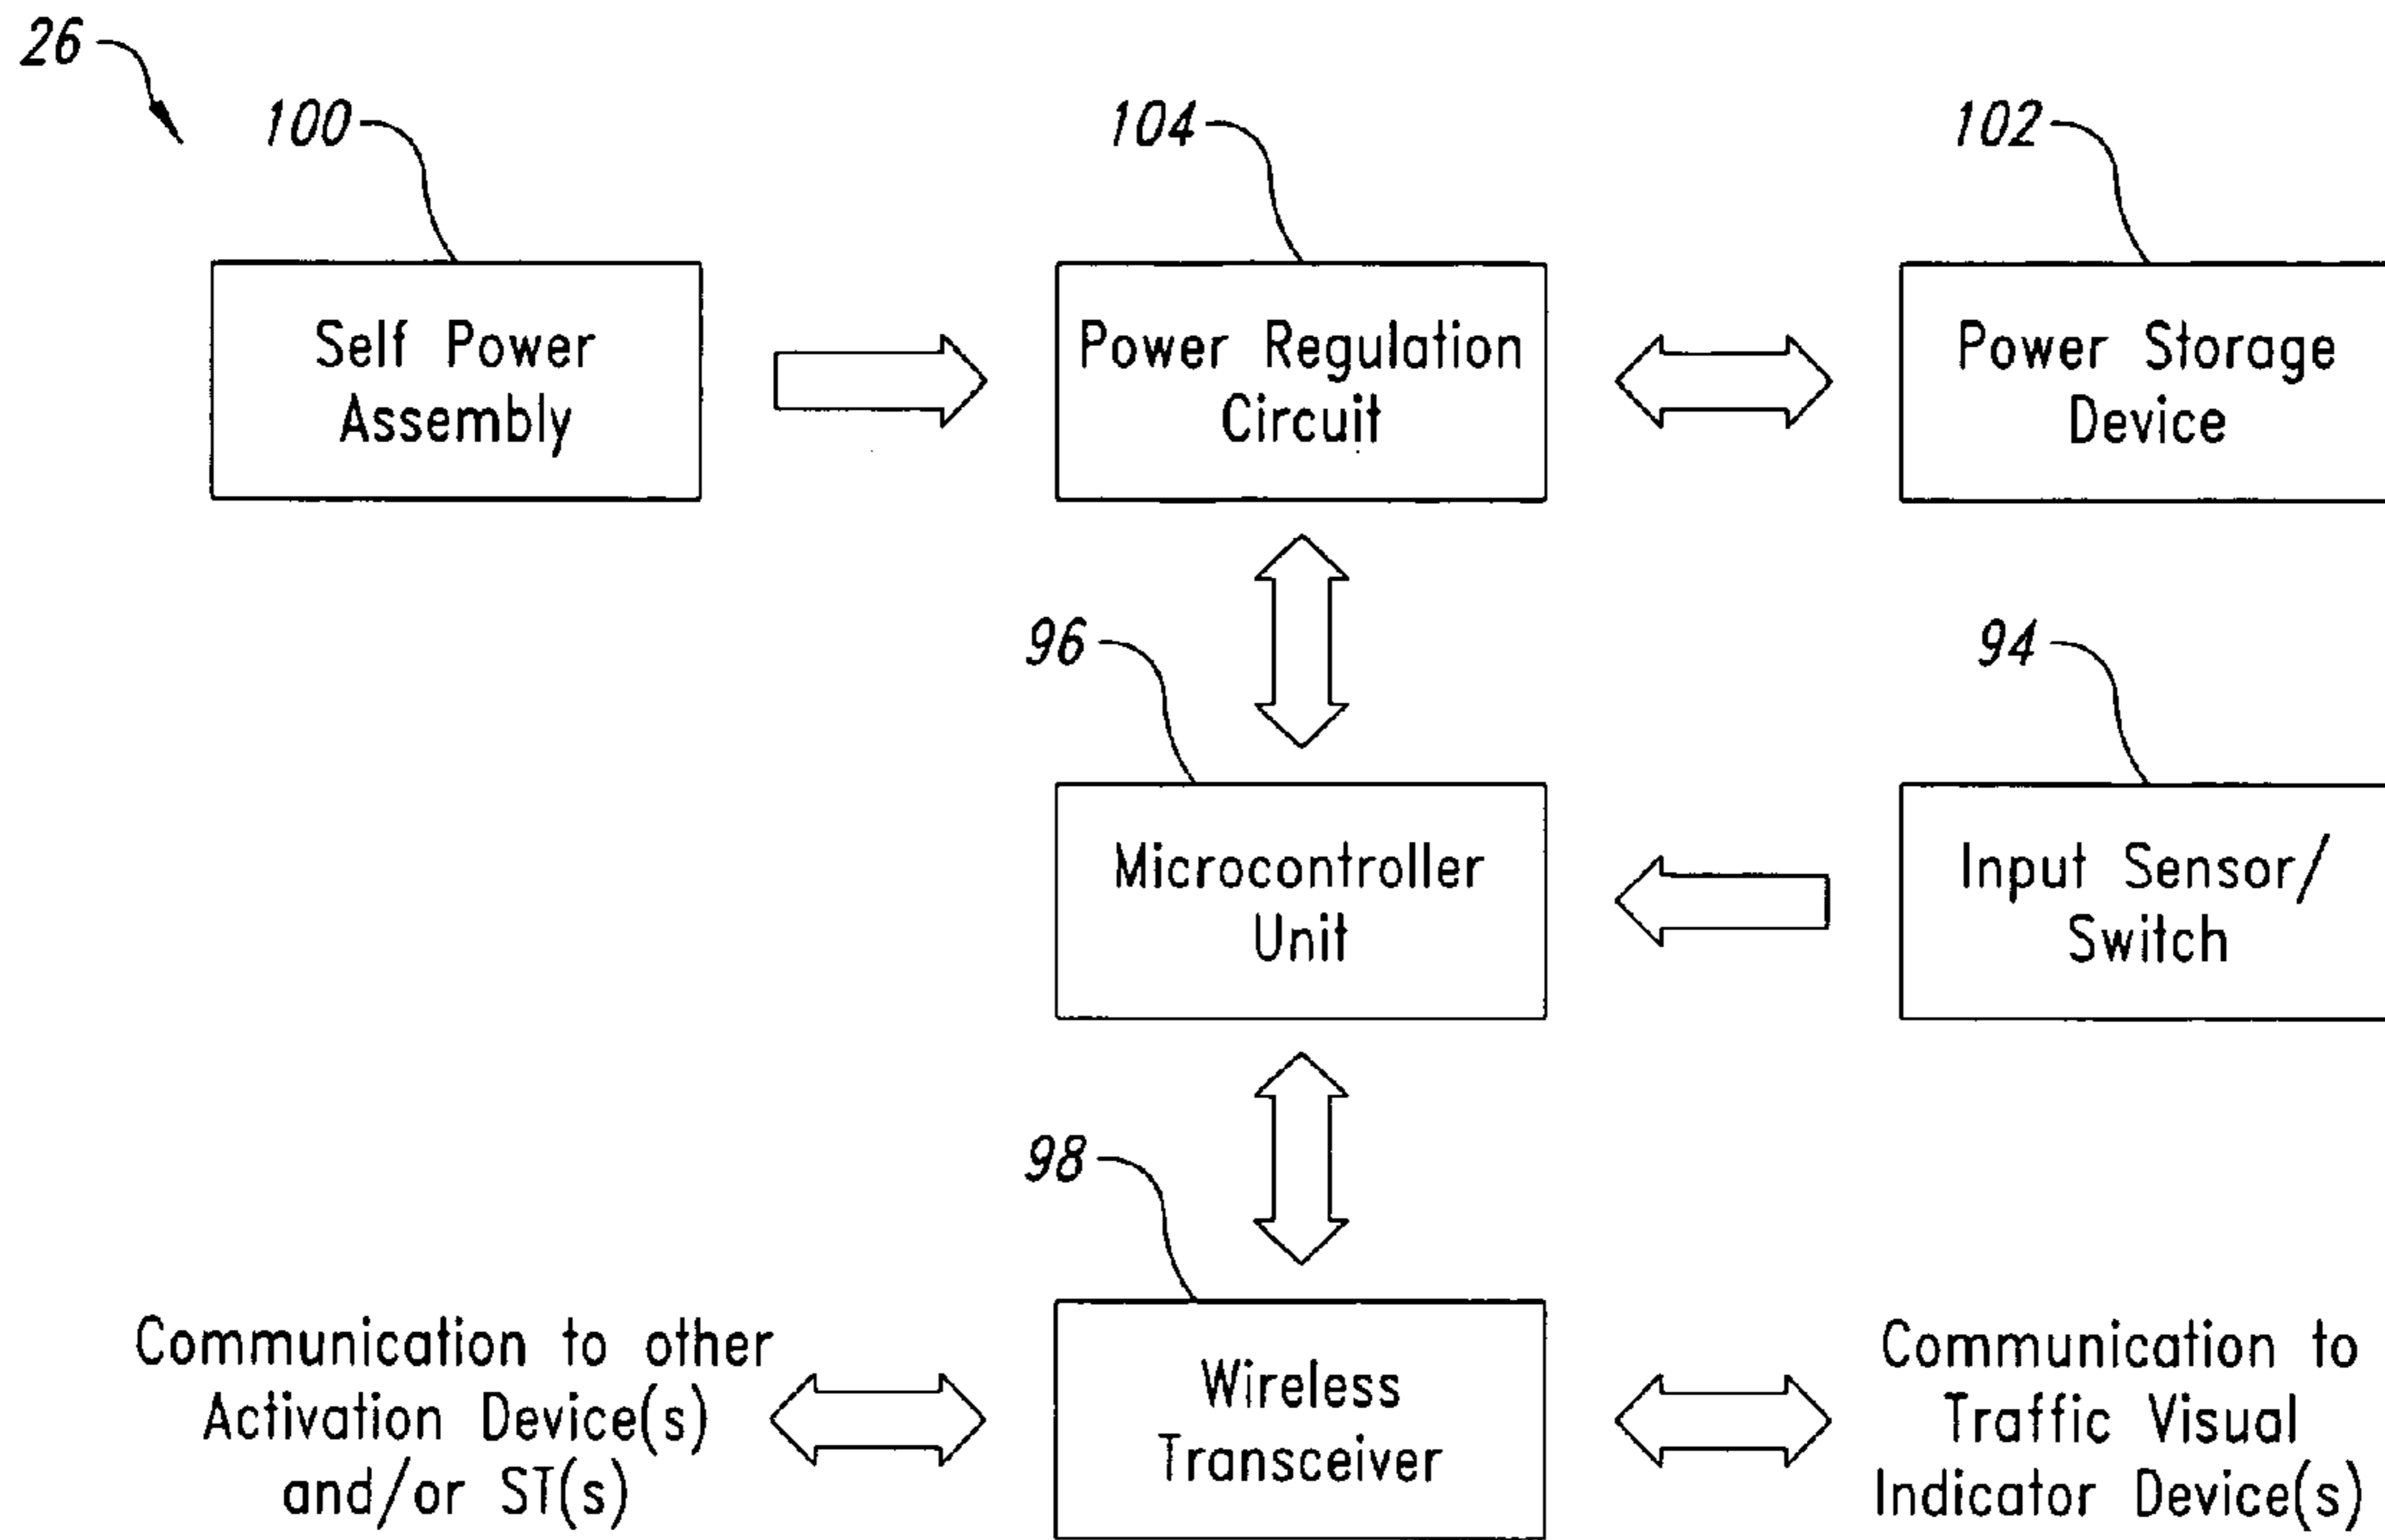 26
100
104
102
Self Power
Assembly
Power Regulation
Circuit
Power Storage
Device
96
94
Microcontroller
Unit
Input Sensor/
Switch
98
Communication to other
Activation Device(s)
and/or ST(s)
Wireless
Transceiver
Communication to
Traffic Visual
Indicator Device(s)